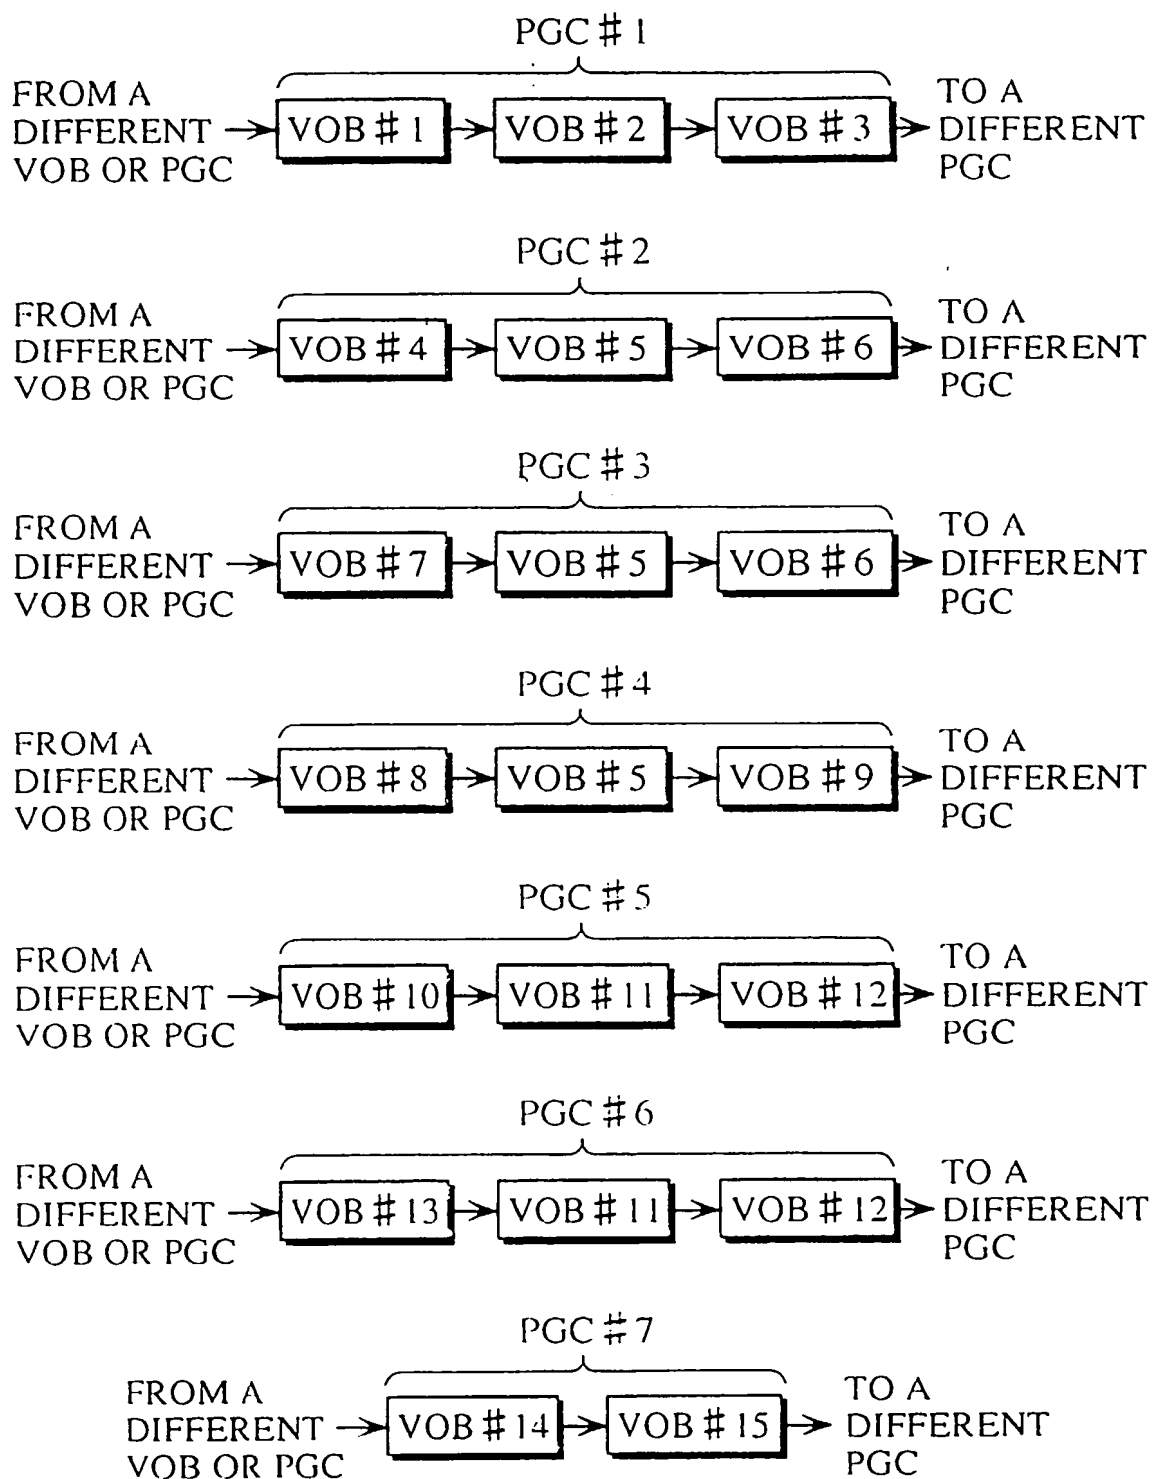 PGC # 1
FROM A
DIFFERENT
VOB OR PGC
VOB # 1
VOB # 2
VOB # 3
TO A
DIFFERENT
PGC
PGC # 2
FROM A
DIFFERENT
VOB OR PGC
VOB # 4
VOB # 5
VOB # 6
TO A
DIFFERENT
PGC
PGC # 3
FROM A
DIFFERENT
VOB OR PGC
VOB # 7
VOB # 5
VOB # 6
TO A
DIFFERENT
PGC
PGC # 4
FROM A
DIFFERENT
VOB OR PGC
VOB # 8
VOB # 5
VOB # 9
TO A
DIFFERENT
PGC
PGC # 5
FROM A
DIFFERENT
VOB OR PGC
VOB # 10
VOB # 11
VOB # 12
TO A
DIFFERENT
PGC
PGC # 6
FROM A
DIFFERENT
VOB OR PGC
VOB # 13
VOB # 11
VOB # 12
TO A
DIFFERENT
PGC
PGC # 7
FROM A
DIFFERENT
VOB OR PGC
VOB # 14
VOB # 15
TO A
DIFFERENT
PGC